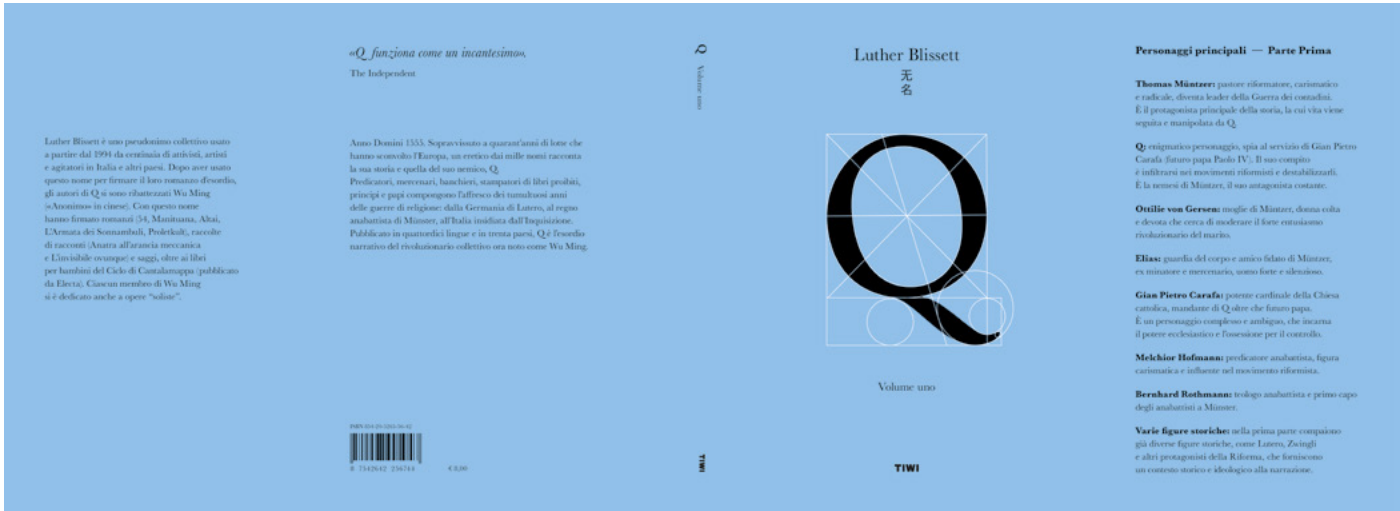 Luther Blissett è uno pseudonimo collettivo usato
a partire dal 1994 da centinaia di attivisti, artisti
e agitatori in Italia e altri paesi. Dopo aver usato
questo nome per firmare il loro romanzo d'esordio,
gli autori di Q si sono ribattezzati Wu Ming
(«Anonimo» in cinese). Con questo nome
hanno firmato romanzi (54, Manituana, Altai,
L'Armata dei Sonnambuli, Proletkult), raccolte
di racconti (Anatra all'arancia meccanica
e L'invisibile ovunque) e saggi, oltre ai libri
per bambini del Ciclo di Cantalamappa (pubblicato
da Electa). Ciascun membro di Wu Ming
si è dedicato anche a opere "soliste".
«Q funziona come un incantesimo».
The Independent
Anno Domini 1555. Sopravvissuto a quarant'anni di lotte che
hanno sconvolto l'Europa, un eretico dai mille nomi racconta
la sua storia e quella del suo nemico, Q.
Predicatori, mercenari, banchieri, stampatori di libri proibiti,
principi e papi compongono l'affresco dei tumultuosi anni
delle guerre di religione: dalla Germania di Lutero, al regno
anabattista di Münster, all'Italia insidiata dall'Inquisizione.
Pubblicato in quattordici lingue e in trenta paesi, Q è l'esordio
narrativo del rivoluzionario collettivo ora noto come Wu Ming.
ISBN
8 7542642 256744
€ 8,00
Q Volume uno
TIWI
Luther Blissett
无
名
Q
Volume uno
TIWI
Personaggi principali — Parte Prima
Thomas Müntzer: pastore riformatore, carismatico
e radicale, diventa leader della Guerra dei contadini.
È il protagonista principale della storia, la cui vita viene
seguita e manipolata da Q.
Q: enigmatico personaggio, spia al servizio di Gian Pietro
Carafa (futuro papa Paolo IV). Il suo compito
è infiltrarsi nei movimenti riformisti e destabilizzarli.
È la nemesi di Müntzer, il suo antagonista costante.
Ottilie von Gersen: moglie di Müntzer, donna colta
e devota che cerca di moderare il forte entusiasmo
rivoluzionario del marito.
Elias: guardia del corpo e amico fidato di Müntzer,
ex minatore e mercenario, uomo forte e silenzioso.
Gian Pietro Carafa: potente cardinale della Chiesa
cattolica, mandante di Q oltre che futuro papa.
È un personaggio complesso e ambiguo, che incarna
il potere ecclesiastico e l'ossessione per il controllo.
Melchior Hofmann: predicatore anabattista, figura
carismatica e influente nel movimento riformista.
Bernhard Rothmann: teologo anabattista e primo capo
degli anabattisti a Münster.
Varie figure storiche: nella prima parte compaiono
già diverse figure storiche, come Lutero, Zwingli
e altri protagonisti della Riforma, che forniscono
un contesto storico e ideologico alla narrazione.